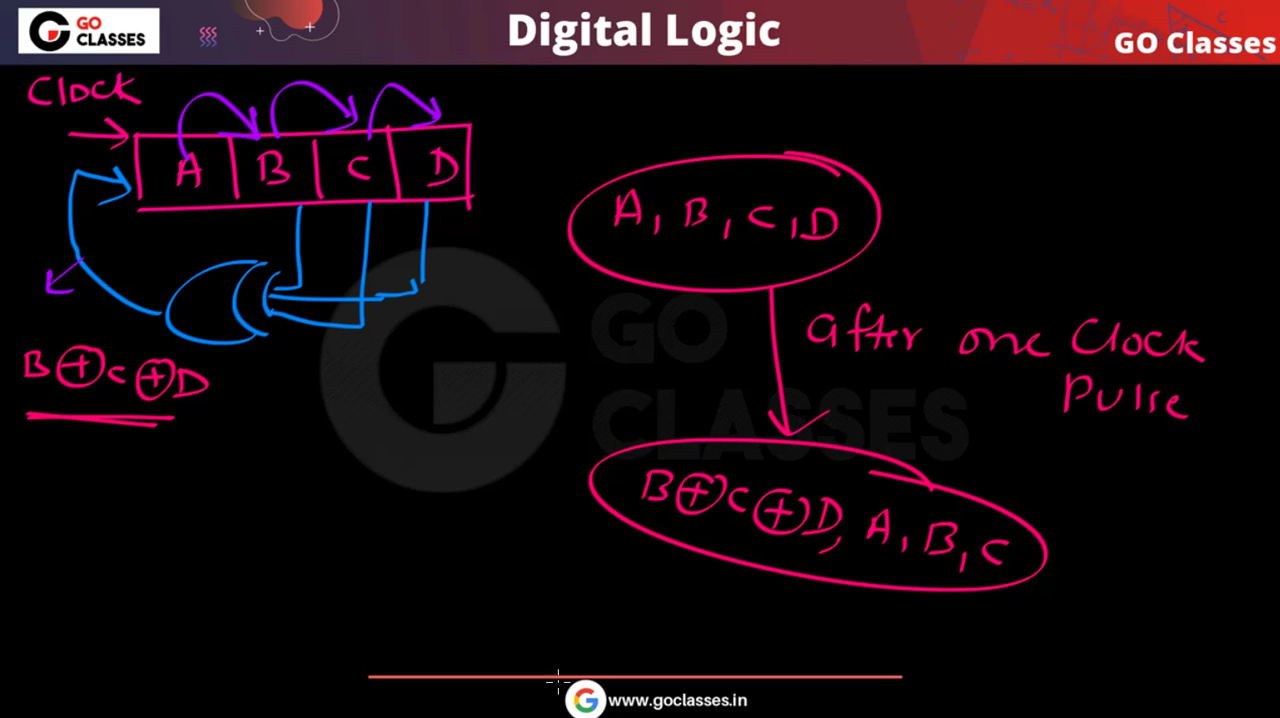 GO
CLASSES
Digital Logic
GO Classes
Clock
A B C D
A, B, C, D
after one Clock
Pulse
B⊕C⊕D
B⊕C⊕D, A, B, C
GO
CLASSES
www.goclasses.in